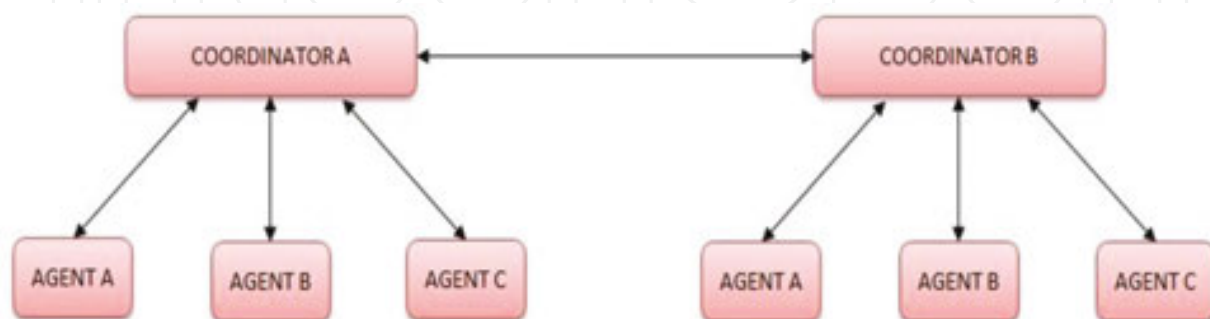 COORDINATOR A
COORDINATOR B
AGENT A
AGENT B
AGENT C
AGENT A
AGENT B
AGENT C